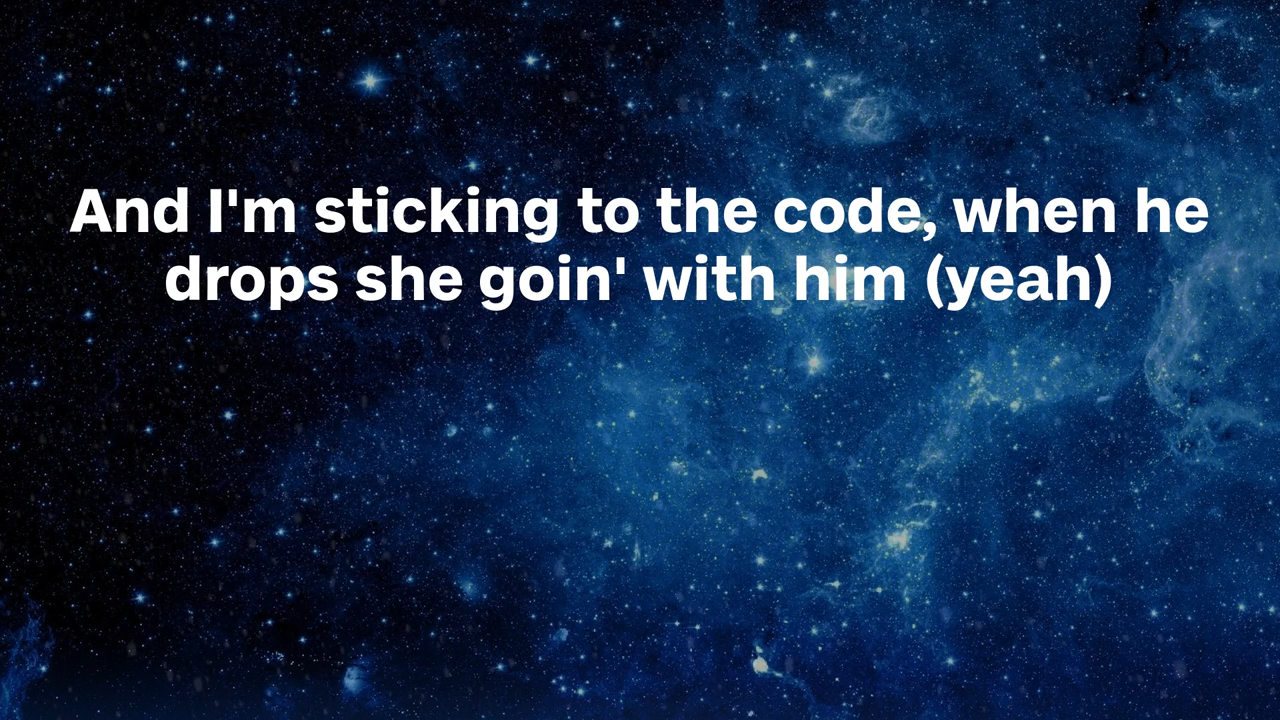 And I'm sticking to the code, when he
drops she goin' with him (yeah)